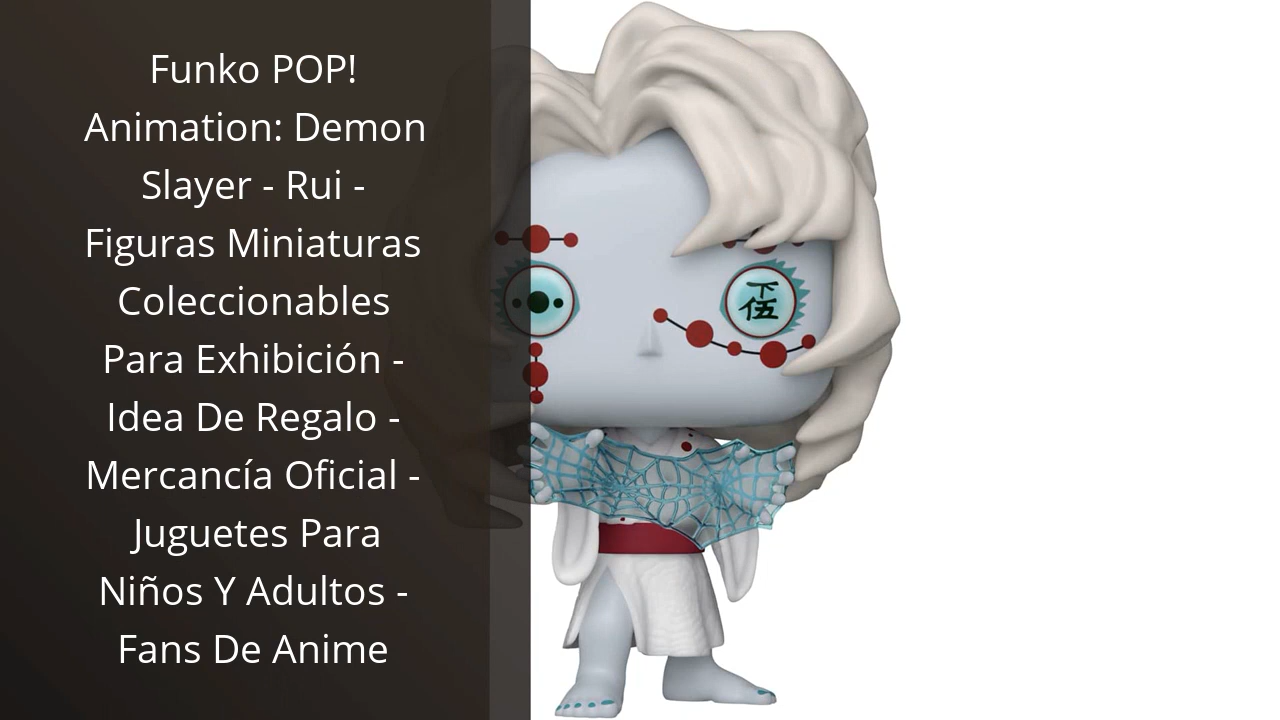 Funko POP!
Animation: Demon
Slayer - Rui -
Figuras Miniaturas
Coleccionables
Para Exhibición -
Idea De Regalo -
Mercancía Oficial -
Juguetes Para
Niños Y Adultos -
Fans De Anime
下伍